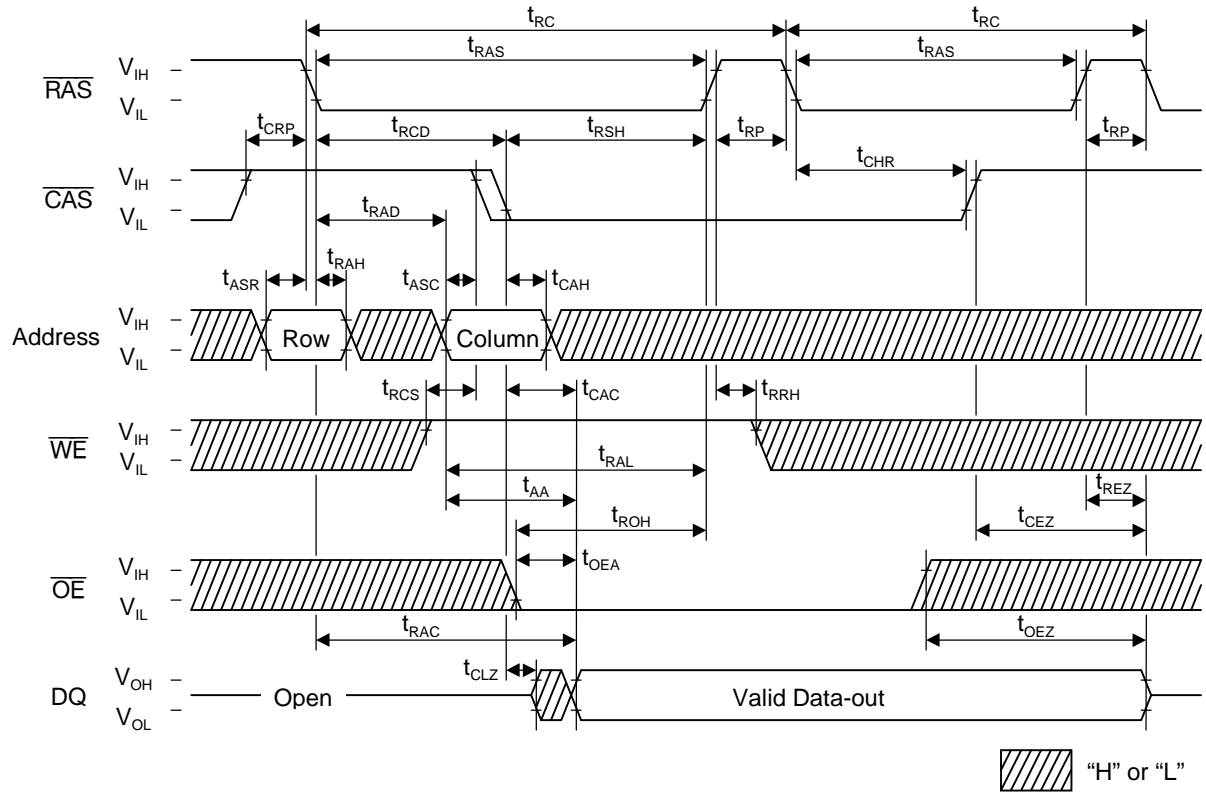 tRC tRC
tRAS tRAS
RAS VIH
VIL
tCRP tRCD tRSH tRP tRP
tCHR
CAS VIH
VIL
tRAD
tASR tRAH tASC tCAH
Address VIH
VIL
Row Column
tRCS tCAC tRRH
WE VIH
VIL
tRAL
tAA tREZ
tROH tCEZ
tOEA
OE VIH
VIL
tRAC tOEZ
tCLZ
DQ VOH
VOL
Open Valid Data-out
“H” or “L”